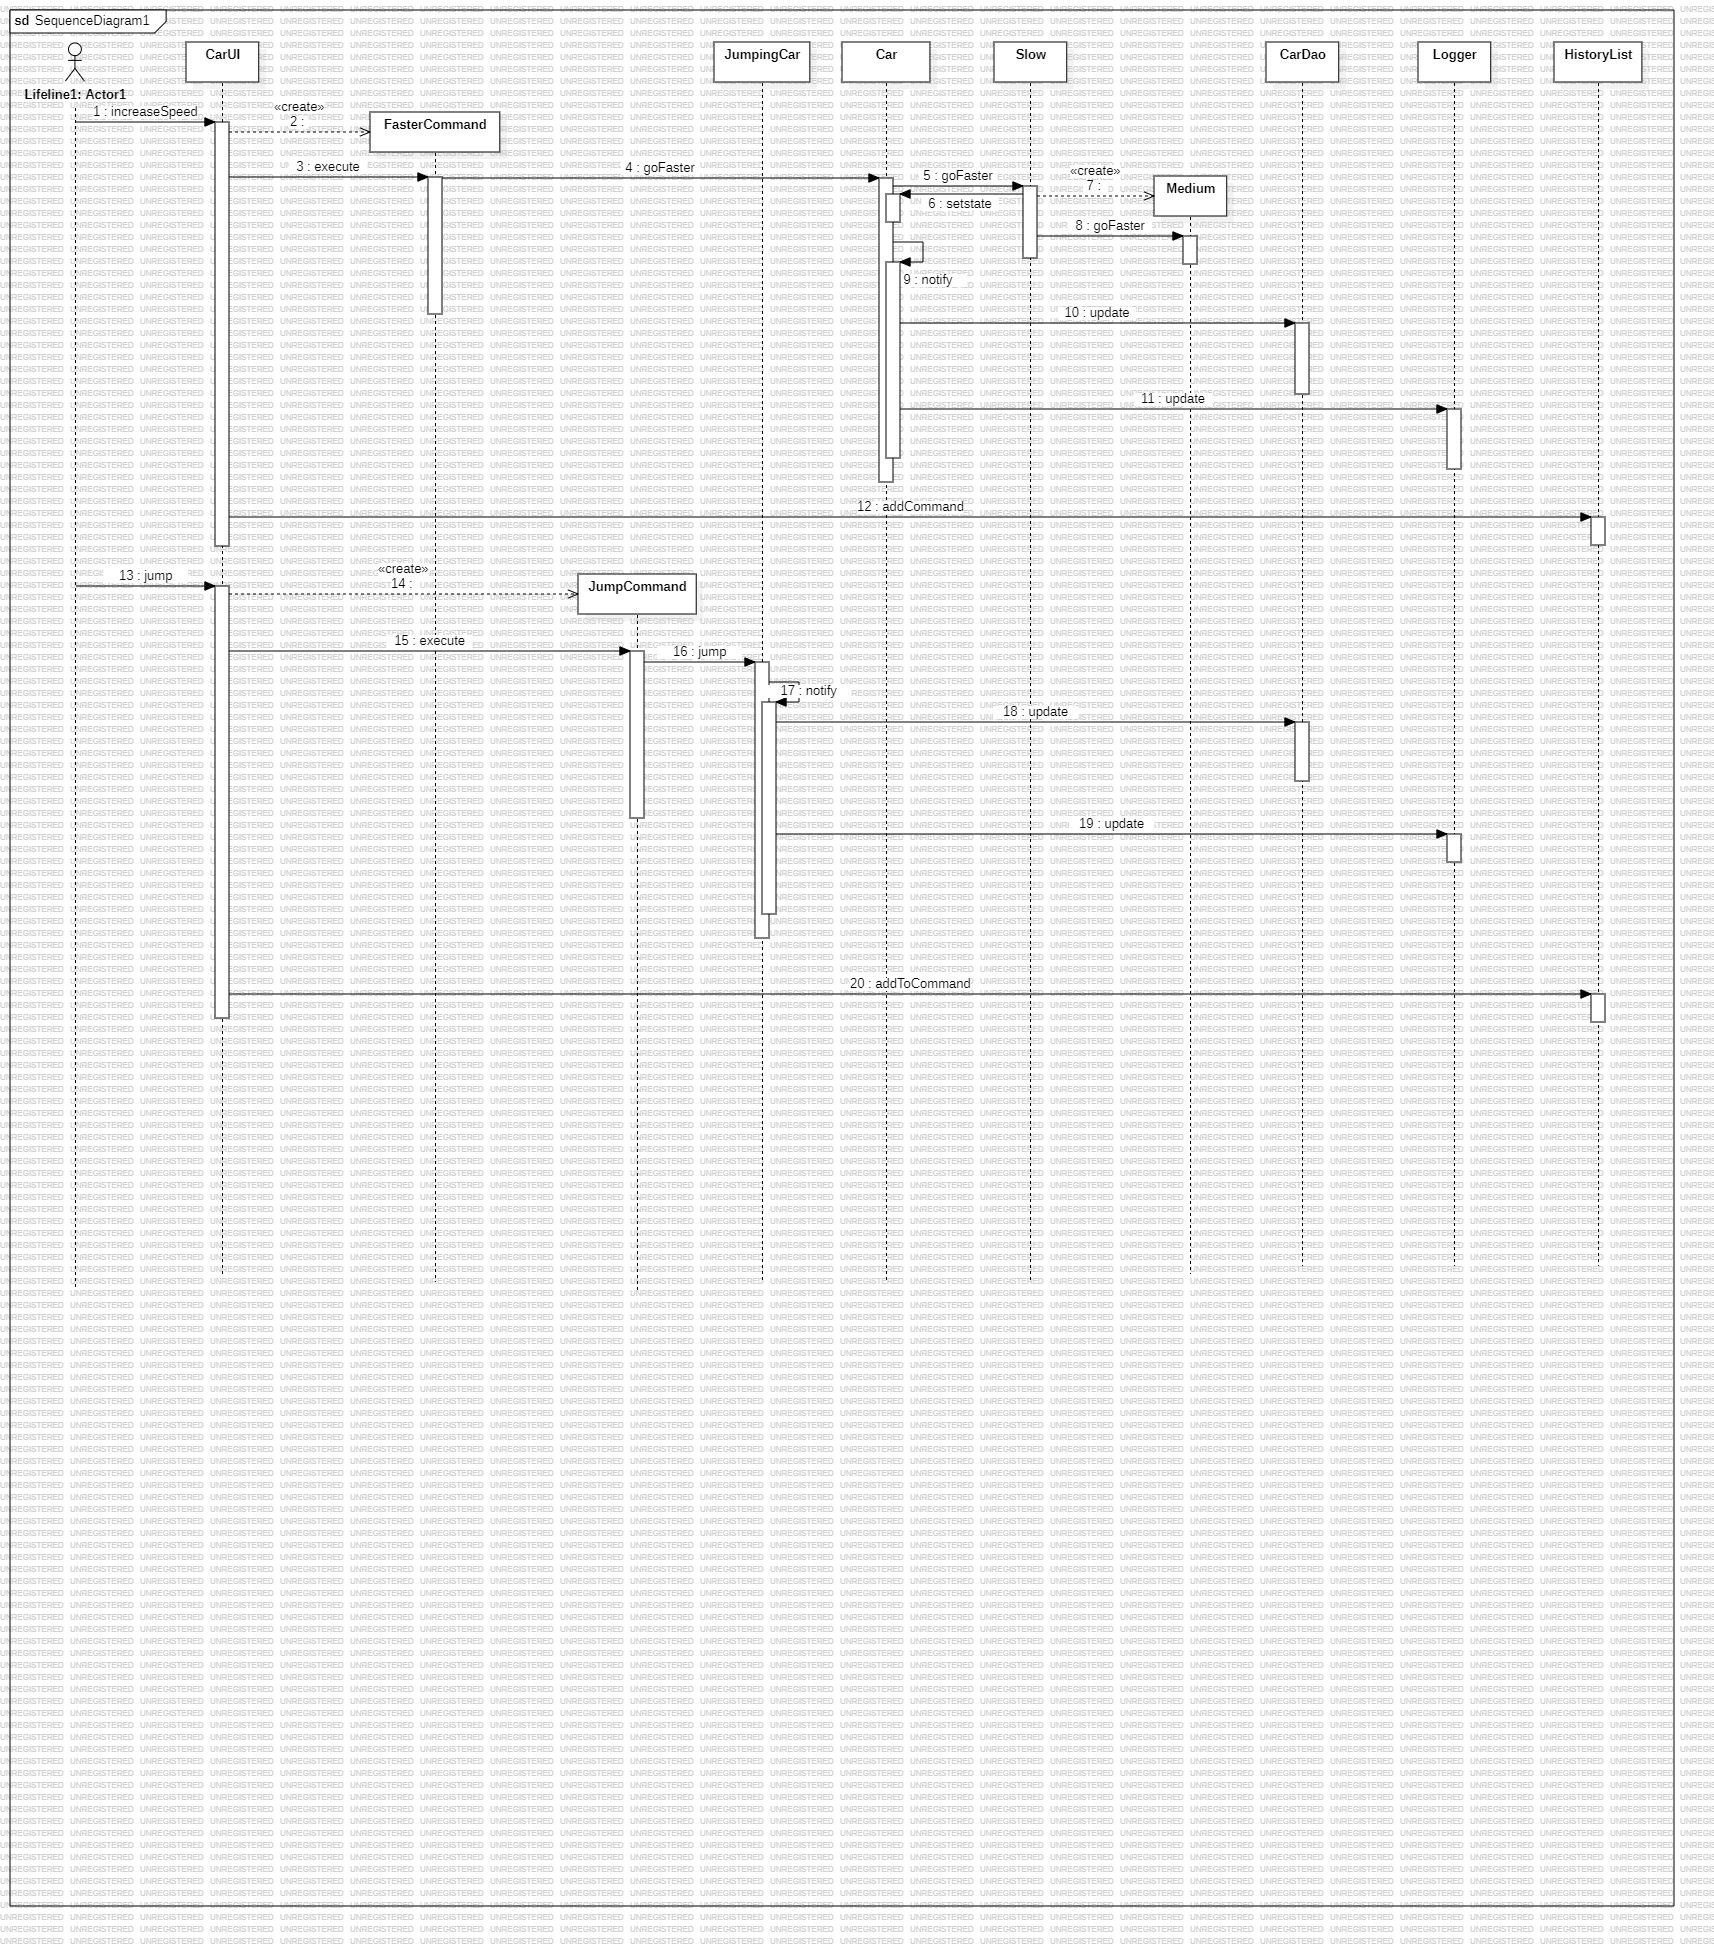 sd SequenceDiagram1
CarUI
JumpingCar
Car
Slow
CarDao
Logger
HistoryList
Lifeline1: Actor1
1 : increaseSpeed
«create»
2 :
FasterCommand
3 : execute
4 : goFaster
5 : goFaster
«create»
7 :
Medium
6 : setstate
8 : goFaster
9 : notify
10 : update
11 : update
12 : addCommand
13 : jump
«create»
14 :
JumpCommand
15 : execute
16 : jump
17 : notify
18 : update
19 : update
20 : addToCommand
UNREGISTERED